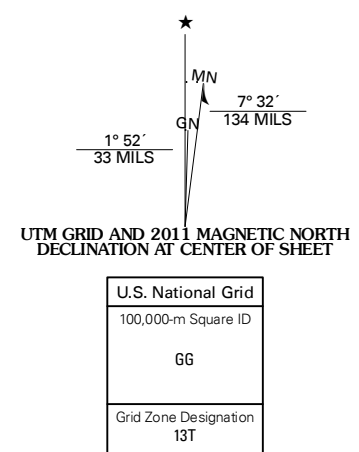 ★
MN
7° 32´
134 MILS
GN
1° 52´
33 MILS
UTM GRID AND 2011 MAGNETIC NORTH
DECLINATION AT CENTER OF SHEET
U.S. National Grid
100,000-m Square ID
GG
Grid Zone Designation
13T